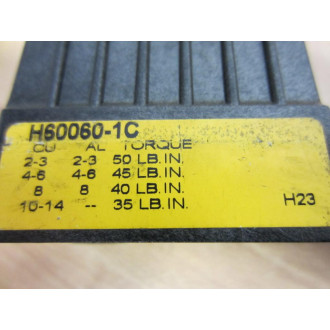 H60060-1C
CU AL TORQUE
2-3 2-3 50 LB.IN.
4-6 4-6 45 LB.IN.
8 8 40 LB.IN.
10-14 -- 35 LB.IN. H23